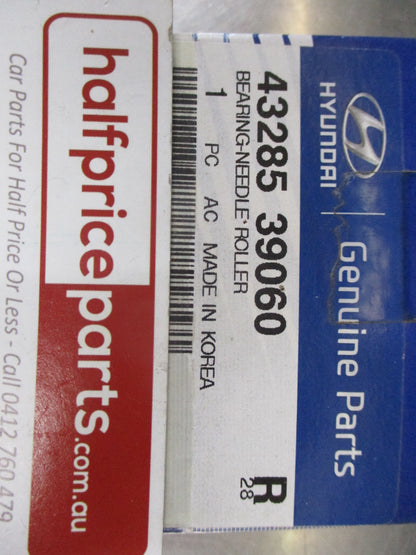 HYUNDAI | Genuine Parts
43285 39060
BEARING-NEEDLE ROLLER
1 PC AC MADE IN KOREA
R
28
halfpriceparts.com.au
Car Parts For Half Price Or Less - Call 0412 760 479